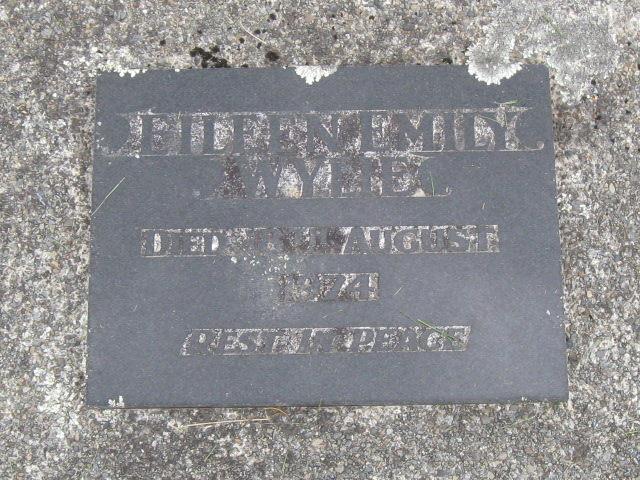 EILEEN EMILY
WYLIE
DIED AUGUST
1974
REST IN PEACE